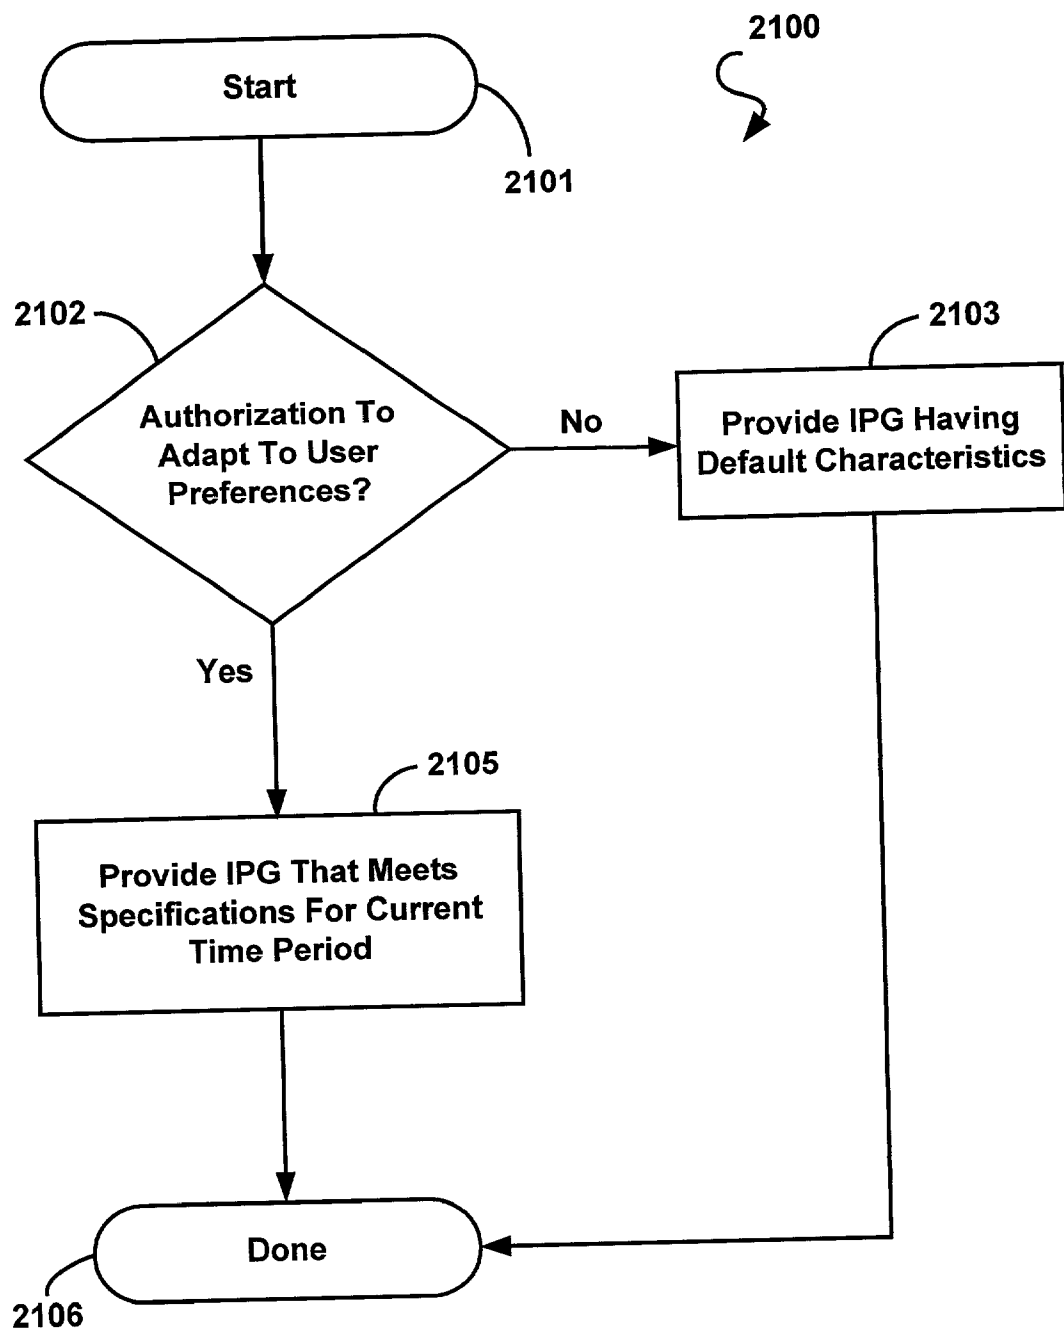 2100
Start
2101
2102
2103
Authorization To
Adapt To User
Preferences?
No
Provide IPG Having
Default Characteristics
Yes
2105
Provide IPG That Meets
Specifications For Current
Time Period
Done
2106